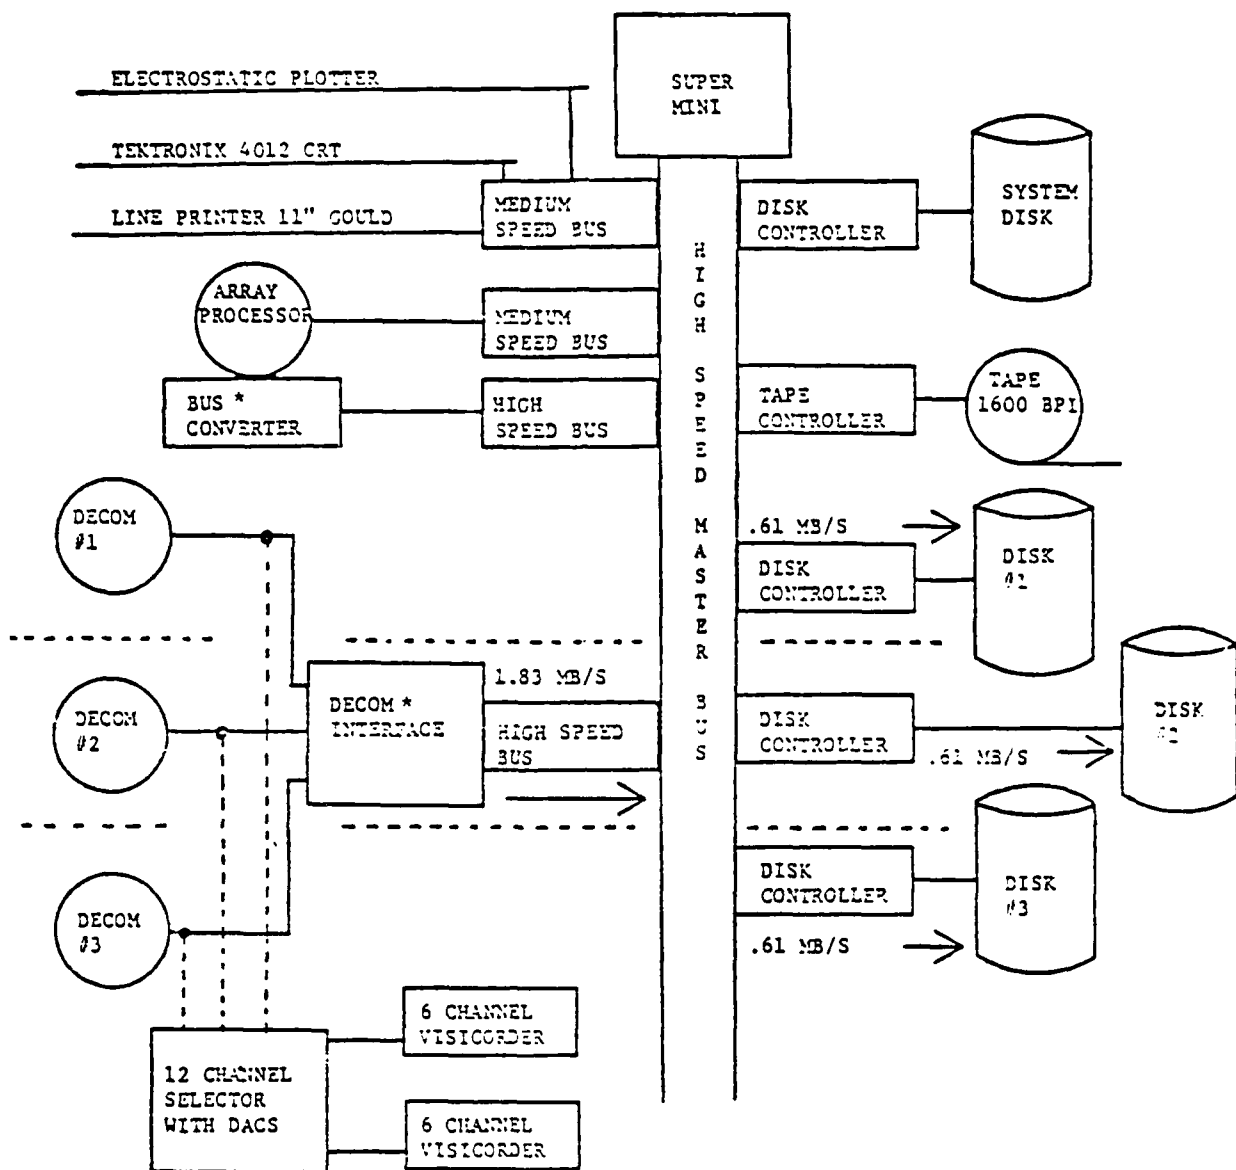 ELECTROSTATIC PLOTTER
SUPER
MINI
TEKTRONIX 4012 CRT
LINE PRINTER 11" GOULD
MEDIUM
SPEED BUS
DISK
CONTROLLER
SYSTEM
DISK
ARRAY
PROCESSOR
MEDIUM
SPEED BUS
BUS *
CONVERTER
HIGH
SPEED BUS
TAPE
CONTROLLER
TAPE
1600 BPI
HIGH SPEED MASTER BUS
DECOM
#1
.61 MB/S
DISK
CONTROLLER
DISK
#1
DECOM
#2
DECOM *
INTERFACE
1.83 MB/S
HIGH SPEED
BUS
DISK
CONTROLLER
.61 MB/S
DISK
#2
DECOM
#3
DISK
CONTROLLER
.61 MB/S
DISK
#3
12 CHANNEL
SELECTOR
WITH DACS
6 CHANNEL
VISICORDER
6 CHANNEL
VISICORDER